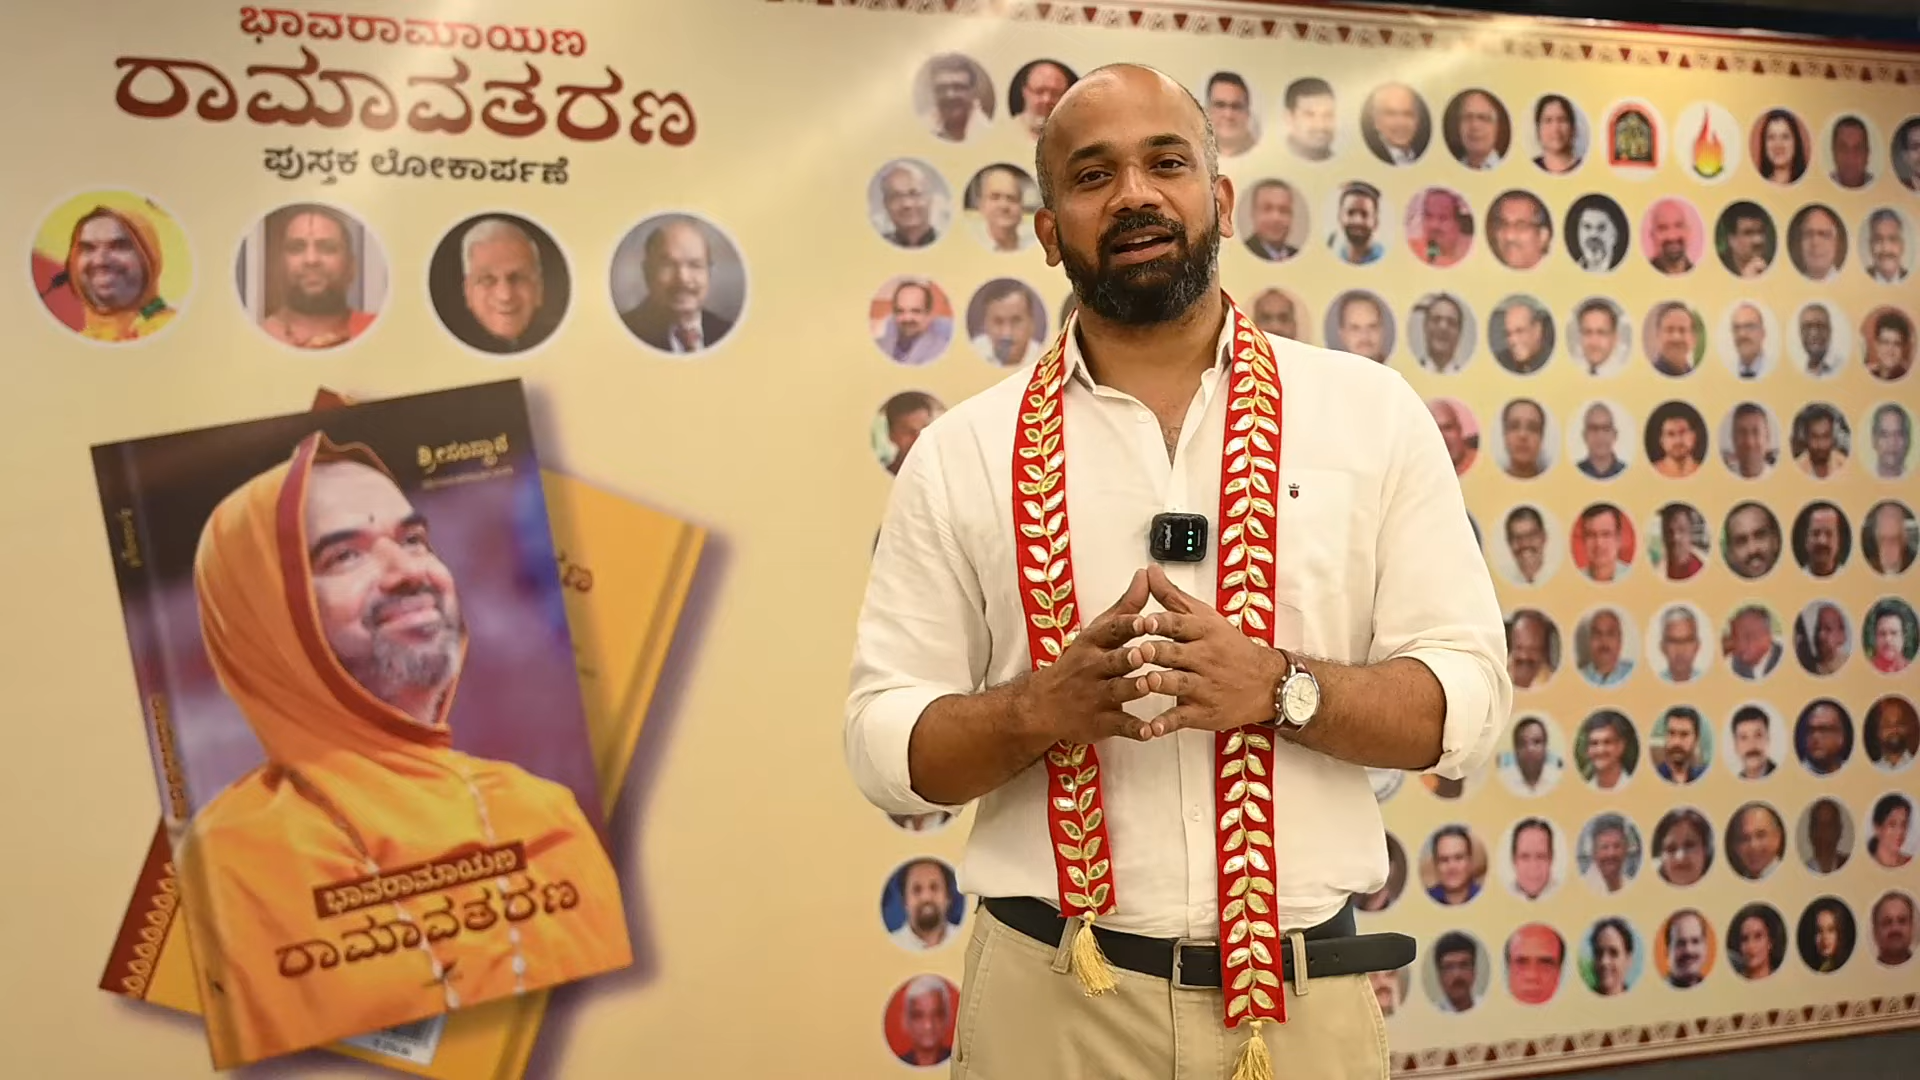 ಭಾವರಾಮಾಯಣ
ರಾಮಾವತರಣ
ಪುಸ್ತಕ ಲೋಕಾರ್ಪಣೆ
ಶ್ರೀಸಂಸ್ಥಾನ
ಭಾವರಾಮಾಯಣ
ರಾಮಾವತರಣ